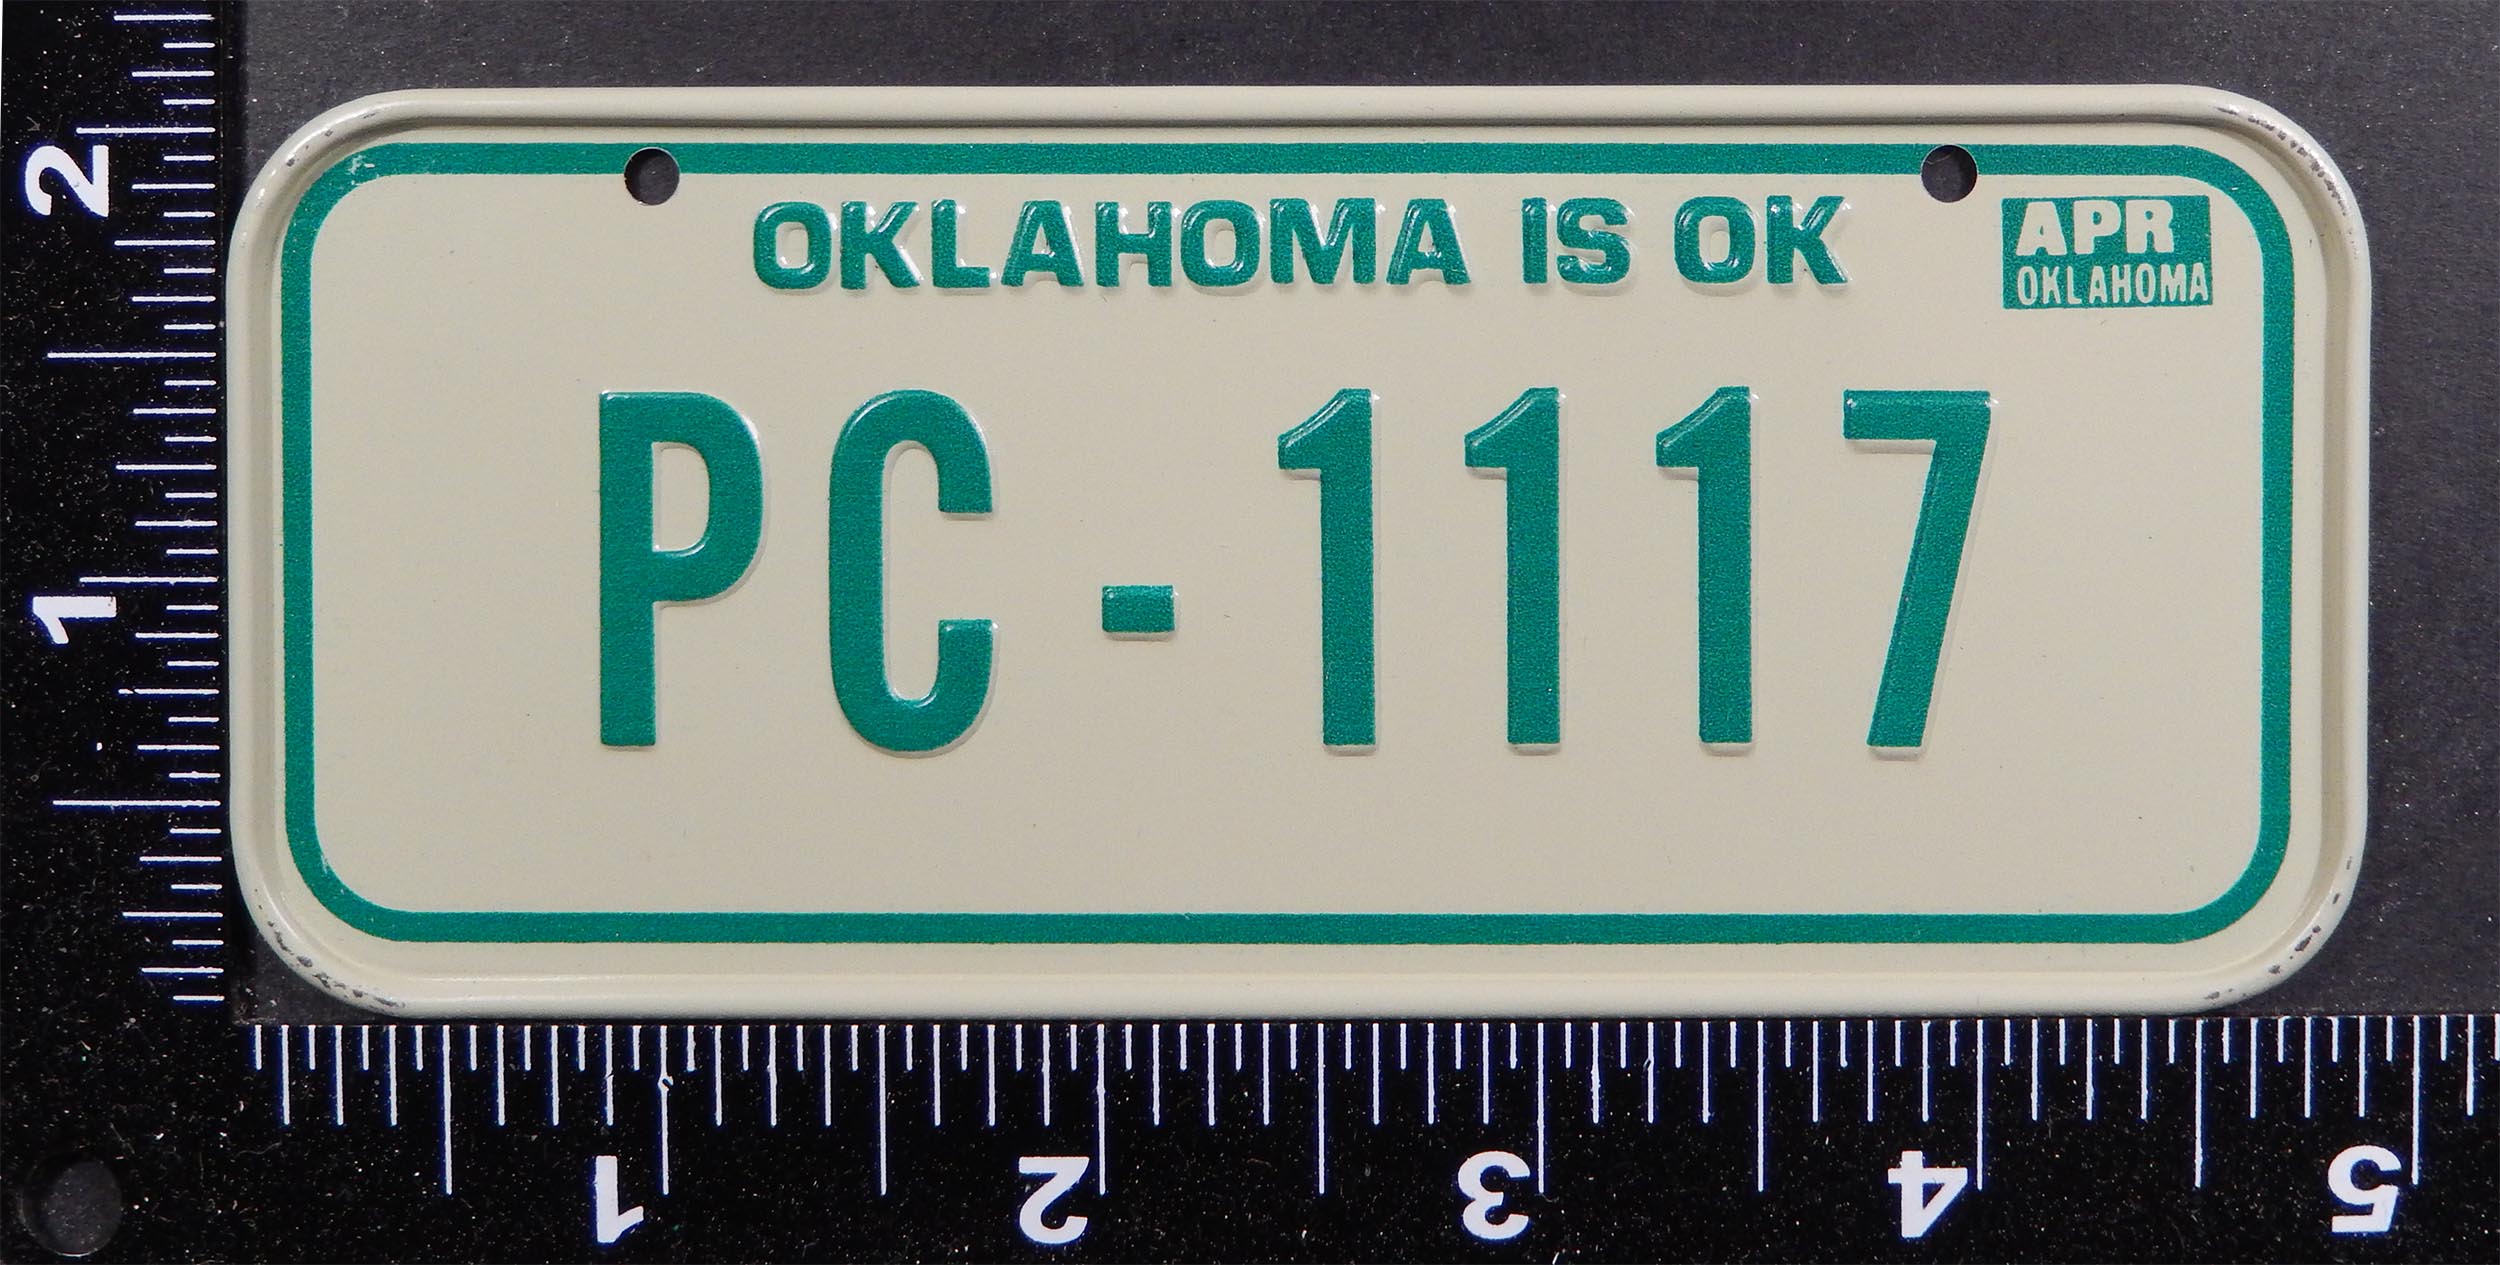 OKLAHOMA IS OK
APR
OKLAHOMA
PC-1117
2
1
1 2 3 4 5